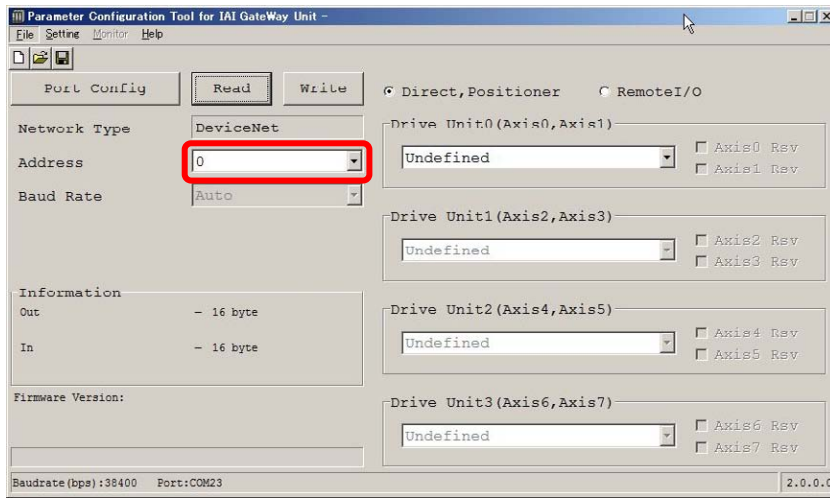 Parameter Configuration Tool for IAI GateWay Unit -
File Setting Monitor Help
Port Config Read Write
Direct,Positioner RemoteI/O
Network Type DeviceNet
Address 0
Baud Rate Auto
Drive Unit0(Axis0,Axis1)
Undefined
Axis0 Rsv
Axis1 Rsv
Drive Unit1(Axis2,Axis3)
Undefined
Axis2 Rsv
Axis3 Rsv
Information
Out - 16 byte
In - 16 byte
Drive Unit2(Axis4,Axis5)
Undefined
Axis4 Rsv
Axis5 Rsv
Firmware Version:
Drive Unit3(Axis6,Axis7)
Undefined
Axis6 Rsv
Axis7 Rsv
Baudrate(bps):38400 Port:COM23 2.0.0.0